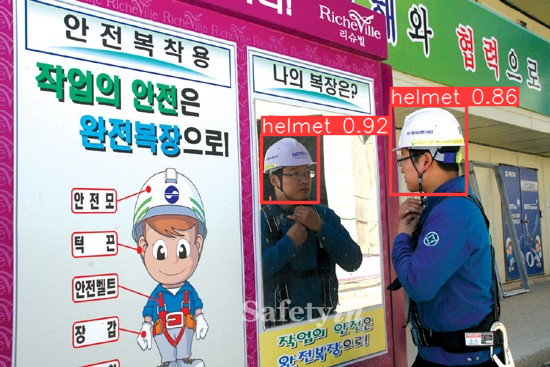 Richeville
RicheVille
리슈빌
와 협력으로
안전복착용
작업의 안전은
완전복장으로!
나의 복장은?
helmet 0.92
helmet 0.86
안전모
턱끈
안전벨트
장갑
Safety
작업의 안전은
완전복장으로!